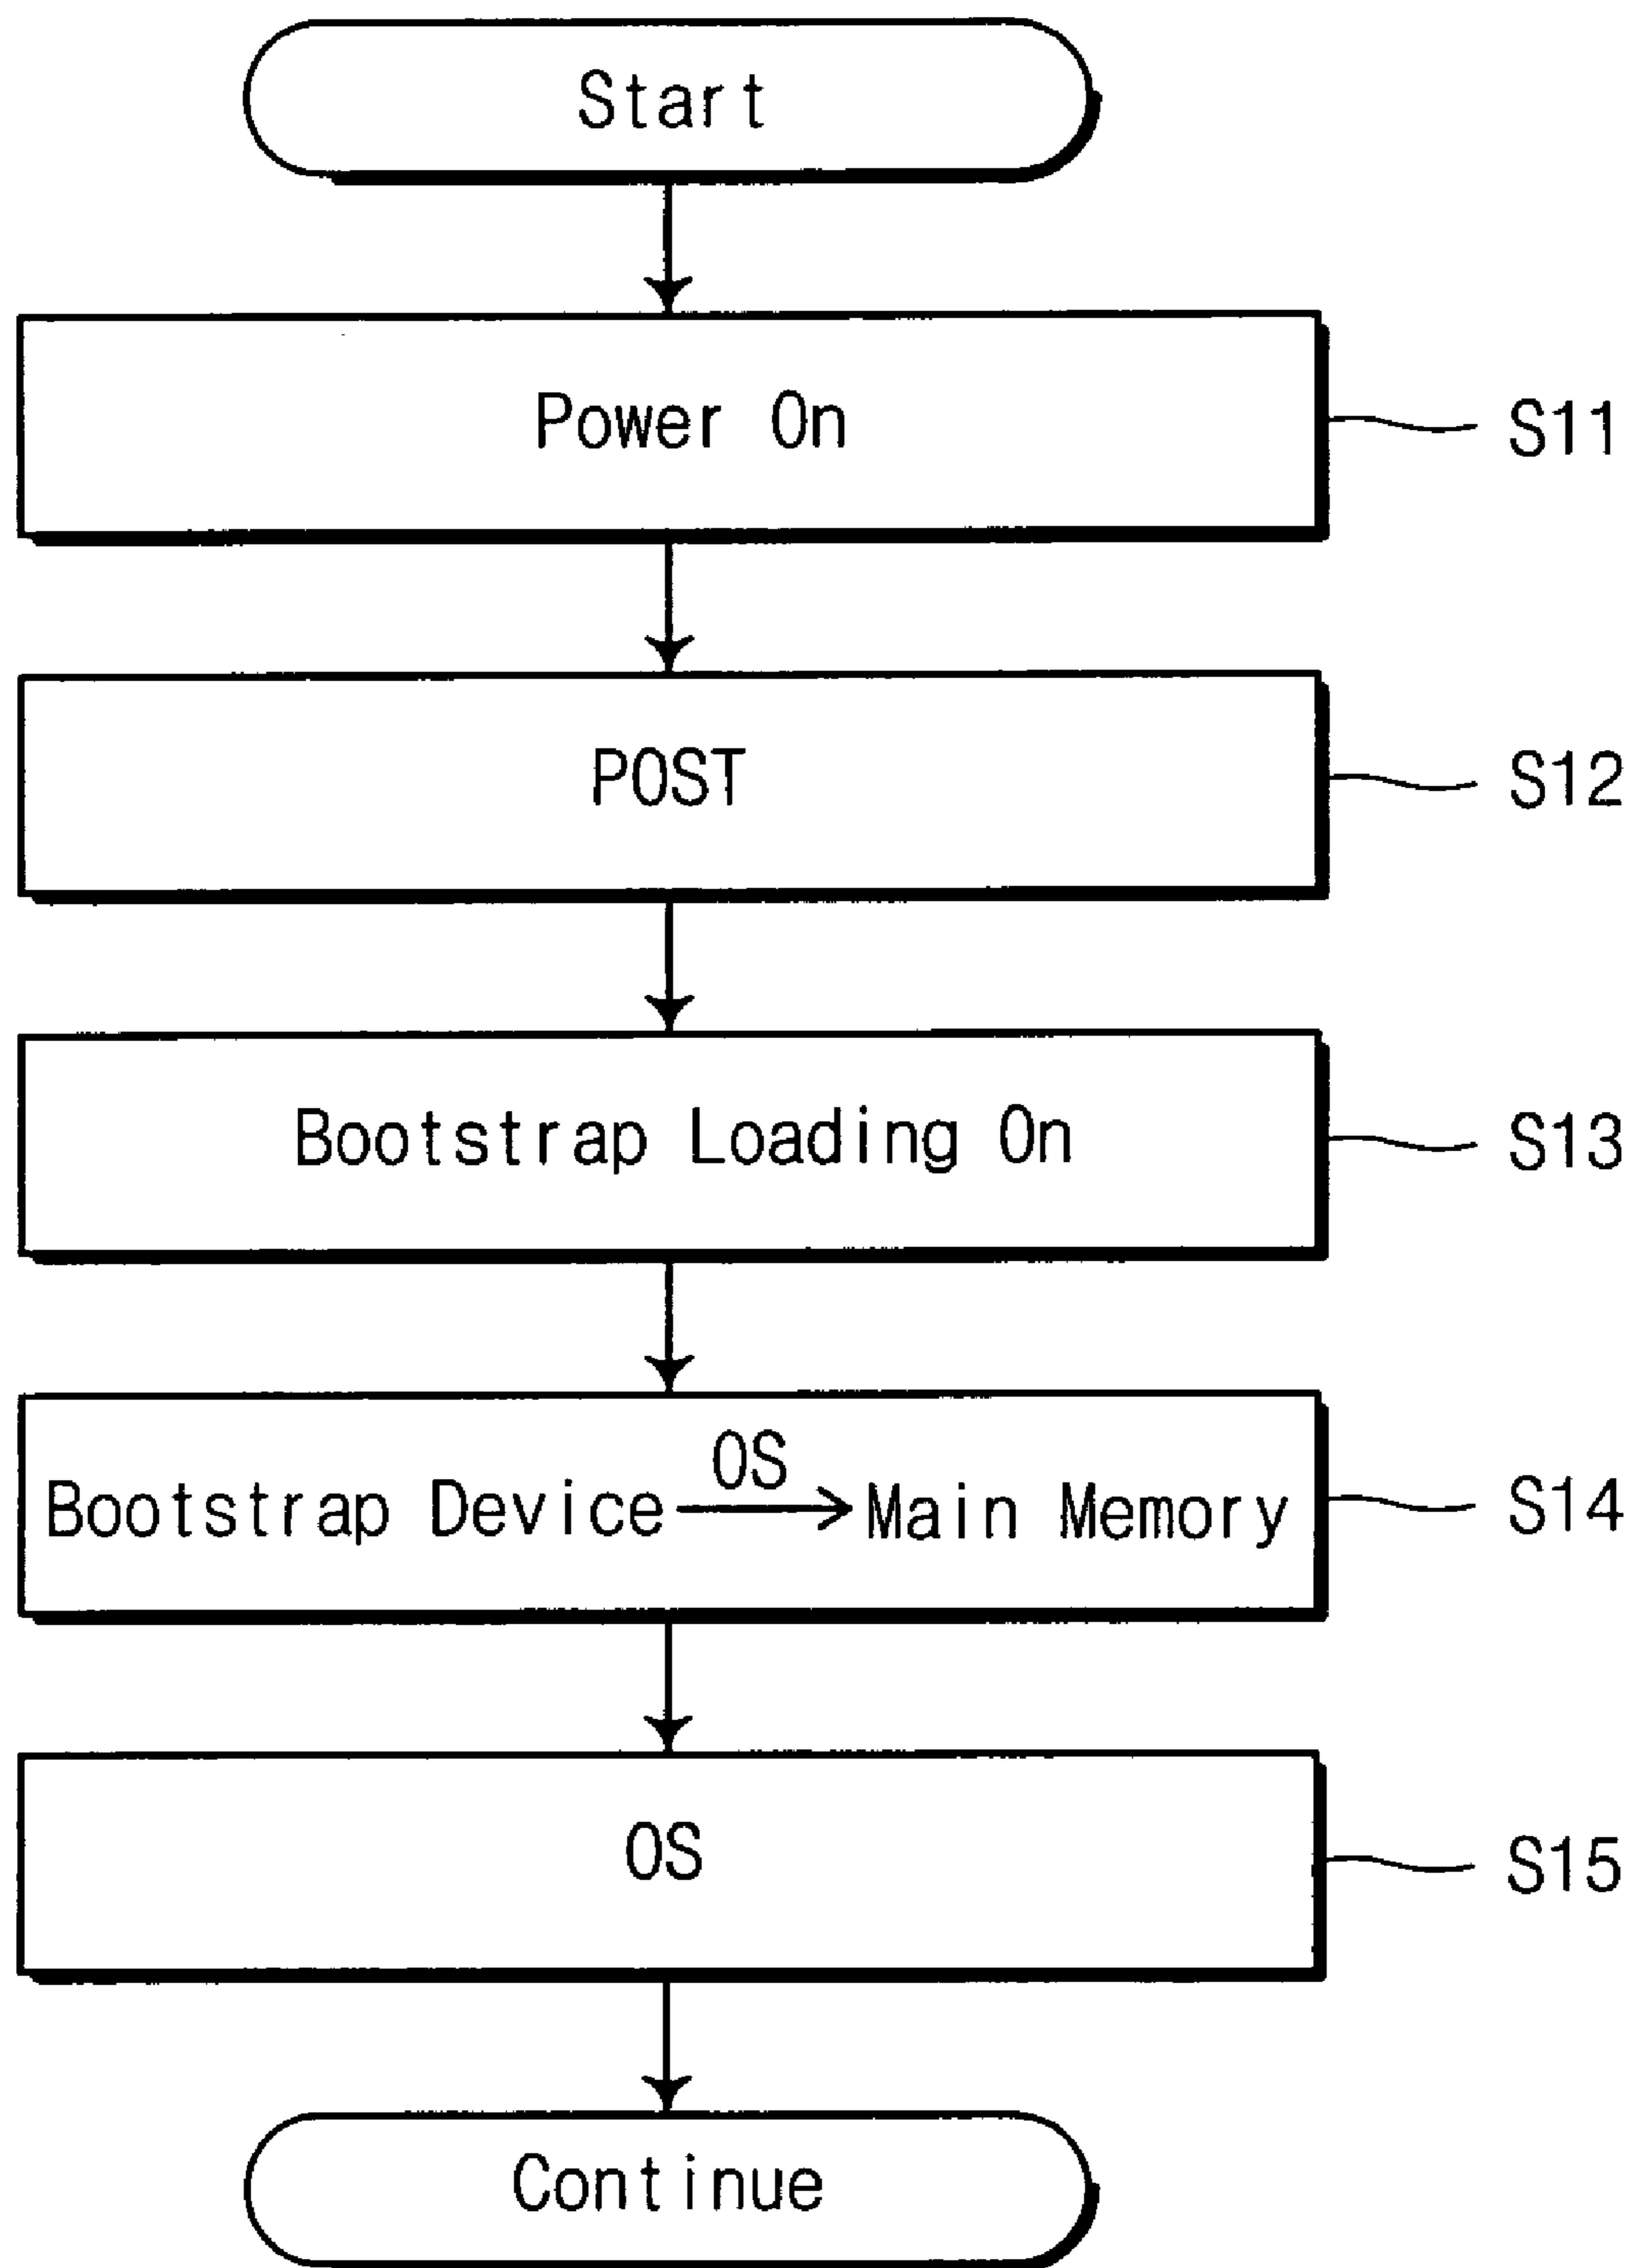 Start
Power On
S11
POST
S12
Bootstrap Loading On
S13
OS
Bootstrap Device → Main Memory
S14
OS
S15
Continue